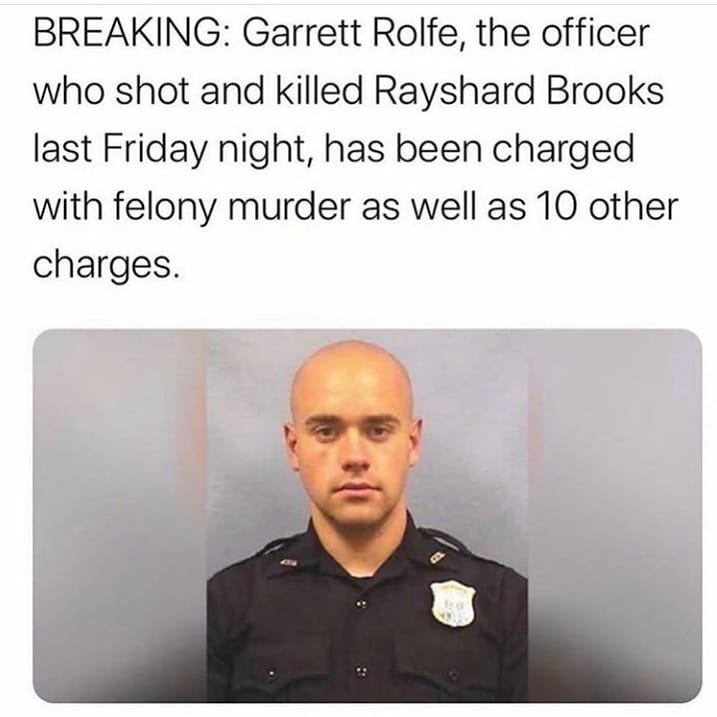 BREAKING: Garrett Rolfe, the officer
who shot and killed Rayshard Brooks
last Friday night, has been charged
with felony murder as well as 10 other
charges.